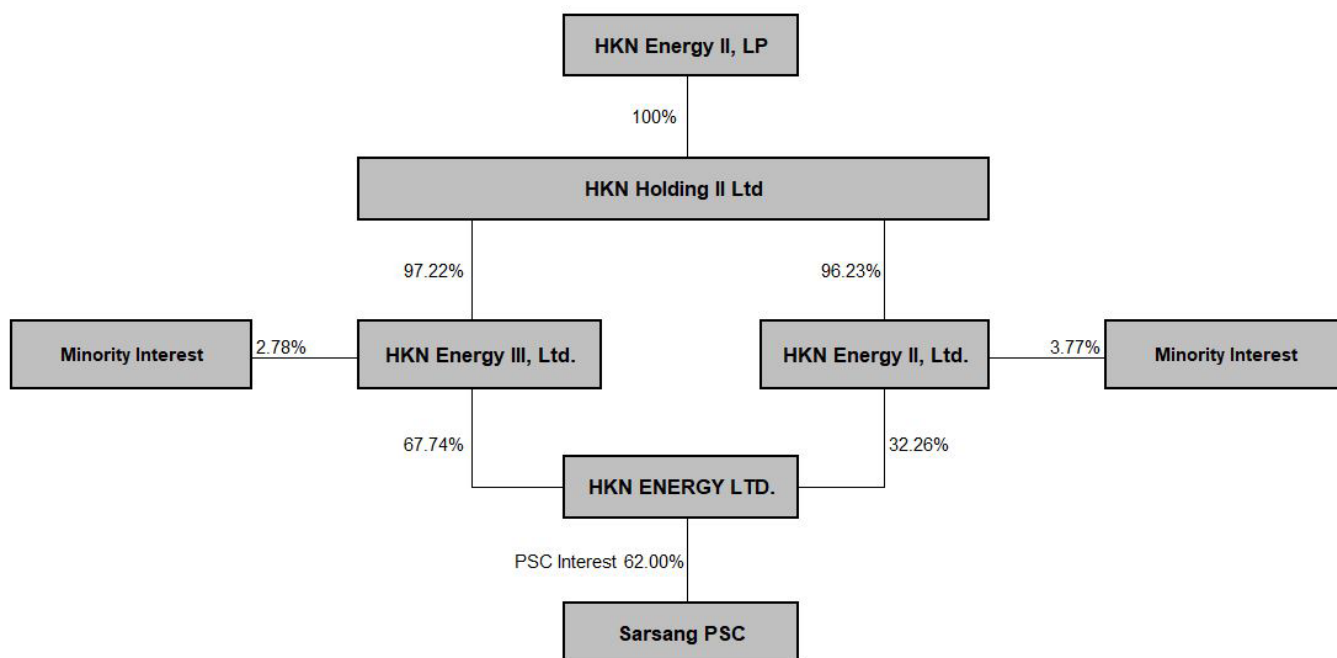 HKN Energy II, LP
100%
HKN Holding II Ltd
97.22%
96.23%
Minority Interest
2.78%
HKN Energy III, Ltd.
HKN Energy II, Ltd.
3.77%
Minority Interest
67.74%
32.26%
HKN ENERGY LTD.
PSC Interest 62.00%
Sarsang PSC